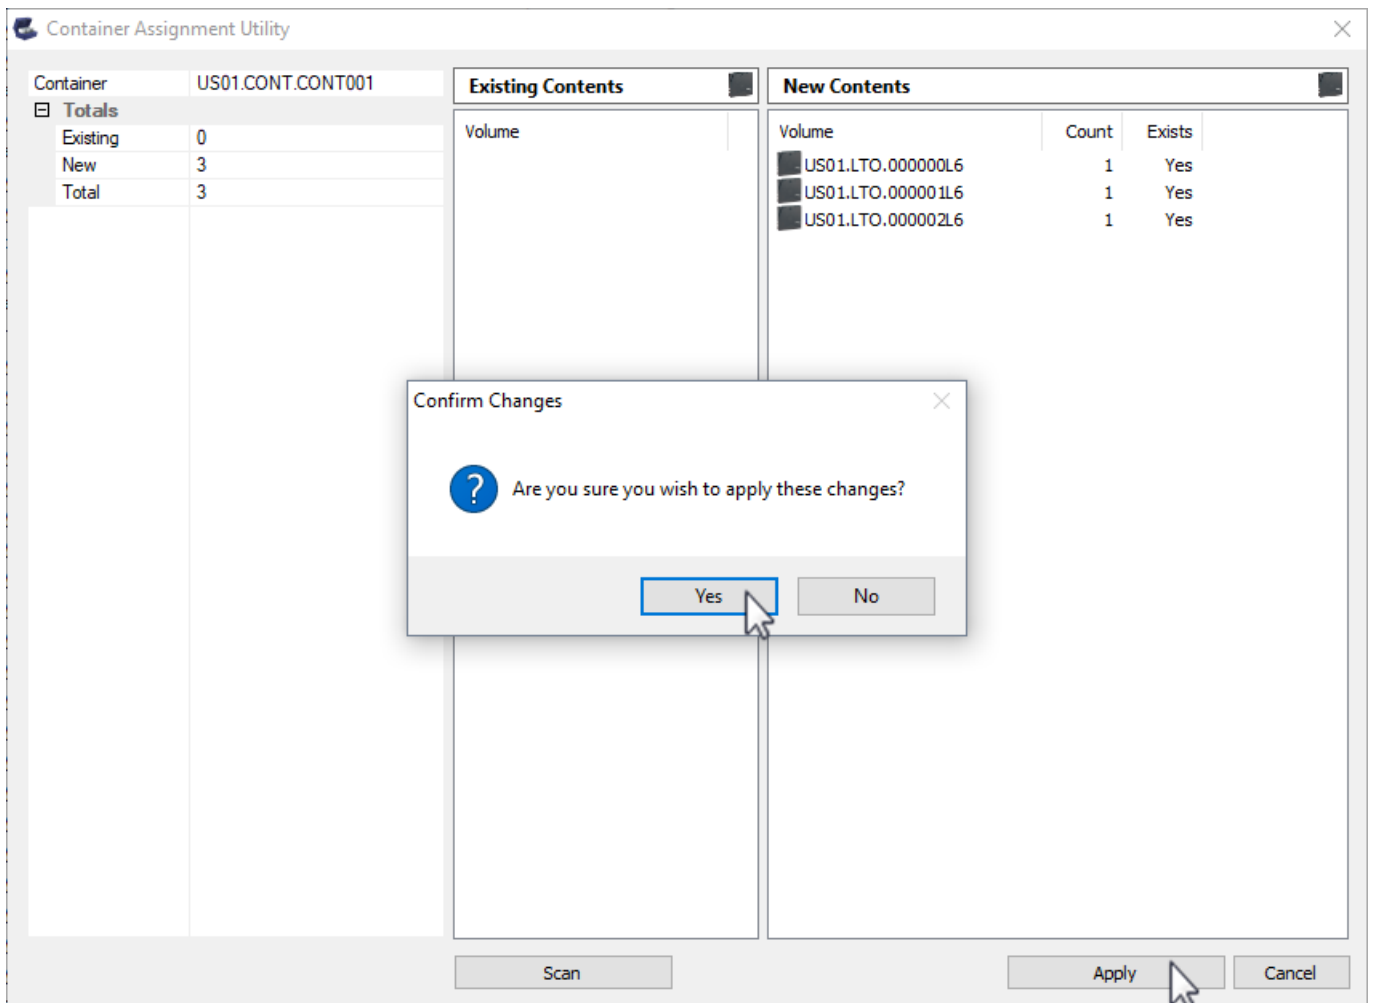 Container Assignment Utility
Container US01.CONT.CONT001
Totals
Existing 0
New 3
Total 3
Existing Contents
Volume
New Contents
Volume Count Exists
US01.LTO.000000L6 1 Yes
US01.LTO.000001L6 1 Yes
US01.LTO.000002L6 1 Yes
Confirm Changes
Are you sure you wish to apply these changes?
Yes No
Scan Apply Cancel